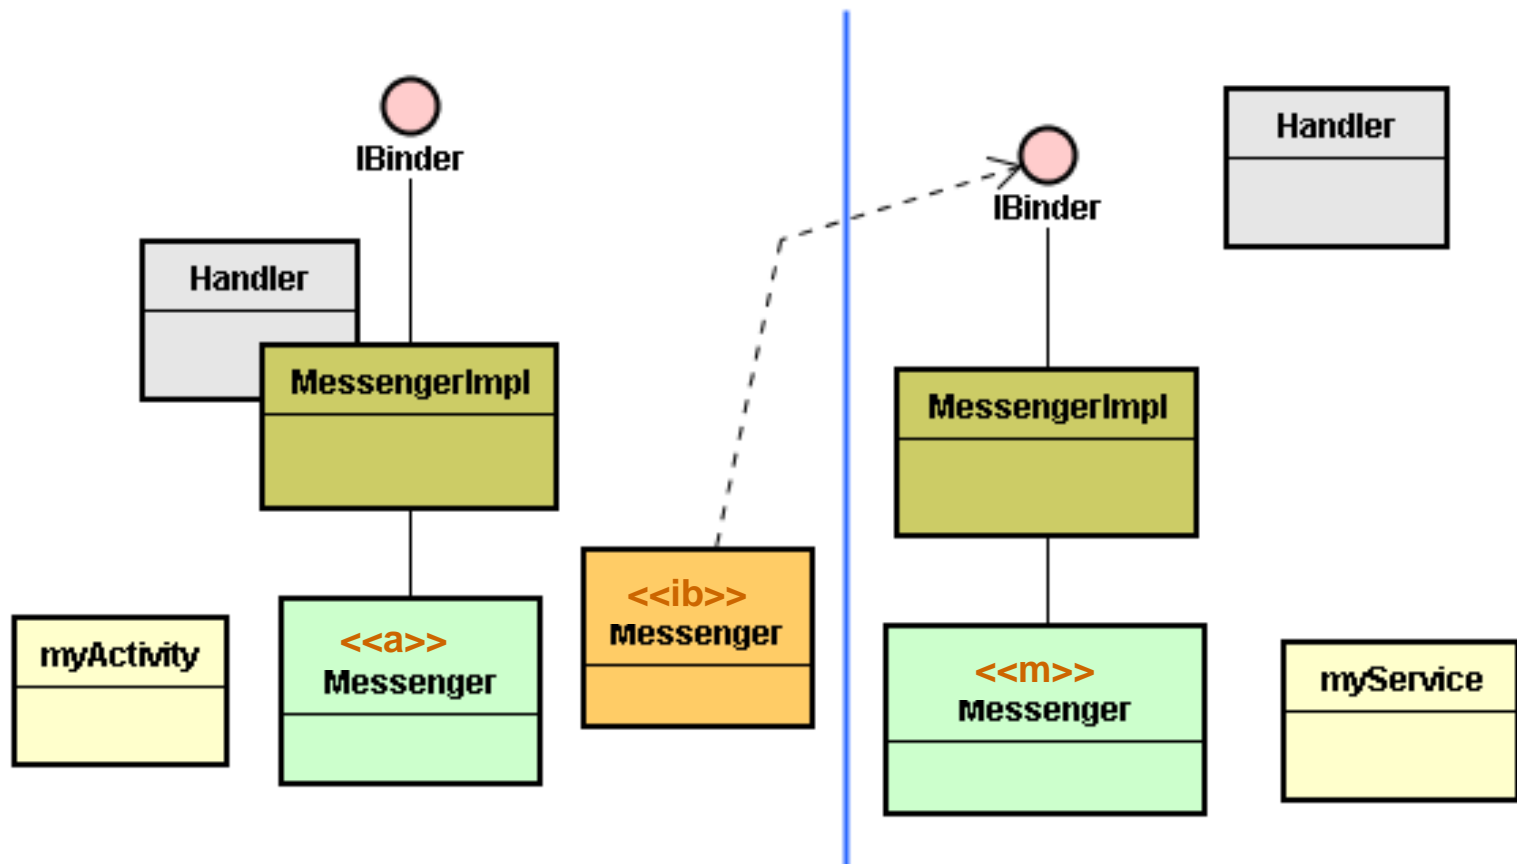 IBinder
Handler
MessengerImpl
myActivity
<<a>>
Messenger
<<ib>>
Messenger
IBinder
Handler
MessengerImpl
<<m>>
Messenger
myService